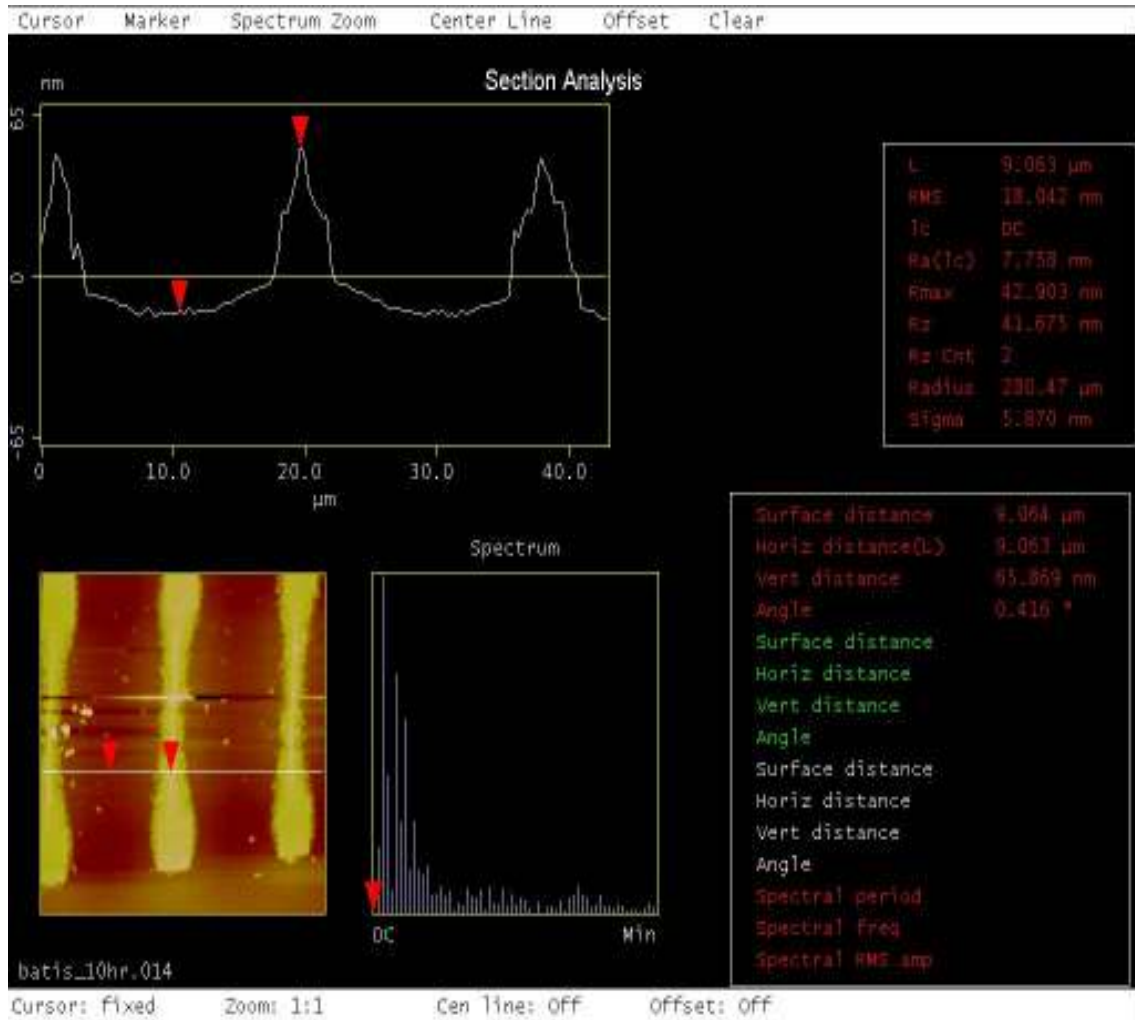 Cursor Marker Spectrum Zoom Center Line Offset Clear
nm
Section Analysis
65
0
-65
0 10.0 20.0 30.0 40.0
µm
L 9.063 µm
RMS 18.042 nm
lc DC
Ra(lc) 7.758 nm
Rmax 42.903 nm
Rz 41.675 nm
Rz Cnt 2
Radius 280.47 µm
Sigma 5.870 nm
Surface distance 9.064 µm
Horiz distance(L) 9.063 µm
Vert distance 65.869 nm
Angle 0.416 °
Surface distance
Horiz distance
Vert distance
Angle
Surface distance
Horiz distance
Vert distance
Angle
Spectral period
Spectral freq
Spectral RMS amp
Spectrum
DC Min
batis_10hr.014
Cursor: fixed Zoom: 1:1 Cen line: Off Offset: Off